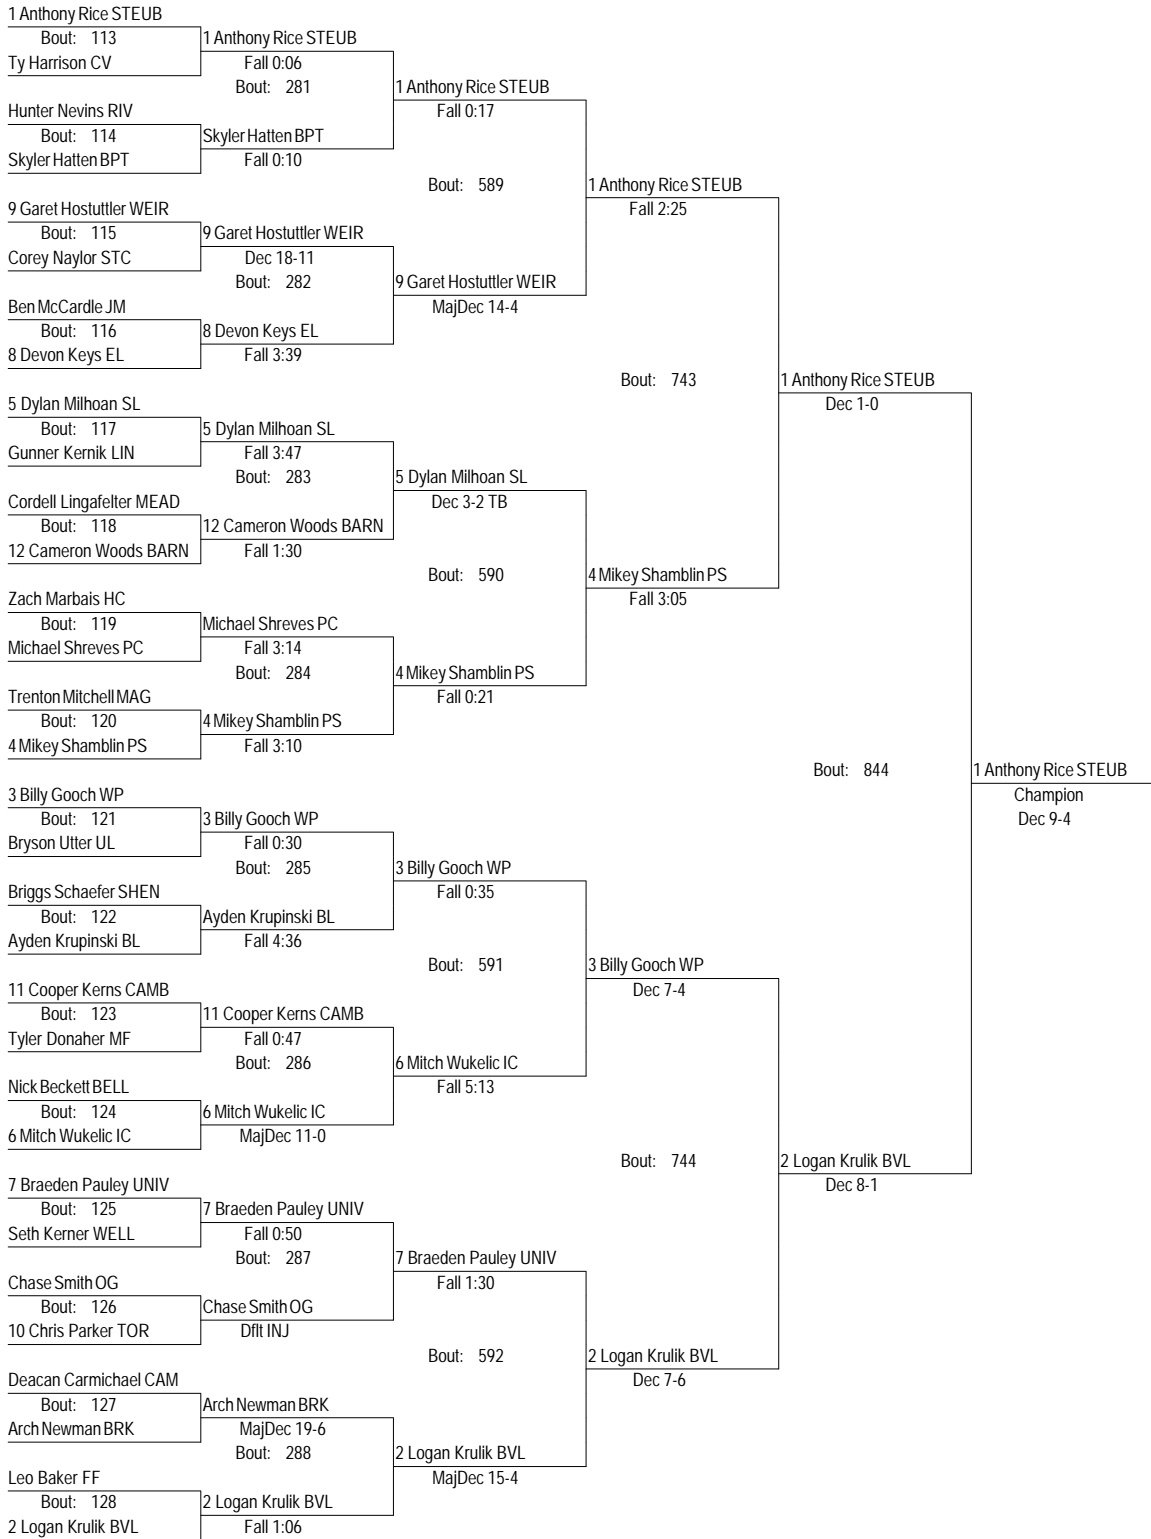 1 Anthony Rice STEUB
Bout: 113
Ty Harrison CV
1 Anthony Rice STEUB
Fall 0:06
Bout: 281
Hunter Nevins RIV
Bout: 114
Skyler Hatten BPT
Skyler Hatten BPT
Fall 0:10
1 Anthony Rice STEUB
Fall 0:17
Bout: 589
9 Garet Hostuttler WEIR
Bout: 115
Corey Naylor STC
9 Garet Hostuttler WEIR
Dec 18-11
Bout: 282
Ben McCardle JM
Bout: 116
8 Devon Keys EL
8 Devon Keys EL
Fall 3:39
9 Garet Hostuttler WEIR
MajDec 14-4
1 Anthony Rice STEUB
Fall 2:25
Bout: 743
5 Dylan Milhoan SL
Bout: 117
Gunner Kernik LIN
5 Dylan Milhoan SL
Fall 3:47
Bout: 283
Cordell Lingafelter MEAD
Bout: 118
12 Cameron Woods BARN
12 Cameron Woods BARN
Fall 1:30
5 Dylan Milhoan SL
Dec 3-2 TB
Bout: 590
Zach Marbais HC
Bout: 119
Michael Shreves PC
Michael Shreves PC
Fall 3:14
Bout: 284
Trenton Mitchell MAG
Bout: 120
4 Mikey Shamblin PS
4 Mikey Shamblin PS
Fall 3:10
4 Mikey Shamblin PS
Fall 0:21
4 Mikey Shamblin PS
Fall 3:05
1 Anthony Rice STEUB
Dec 1-0
Bout: 844
3 Billy Gooch WP
Bout: 121
Bryson Utter UL
3 Billy Gooch WP
Fall 0:30
Bout: 285
Briggs Schaefer SHEN
Bout: 122
Ayden Krupinski BL
Ayden Krupinski BL
Fall 4:36
3 Billy Gooch WP
Fall 0:35
Bout: 591
11 Cooper Kerns CAMB
Bout: 123
Tyler Donaher MF
11 Cooper Kerns CAMB
Fall 0:47
Bout: 286
Nick Beckett BELL
Bout: 124
6 Mitch Wukelic IC
6 Mitch Wukelic IC
MajDec 11-0
6 Mitch Wukelic IC
Fall 5:13
3 Billy Gooch WP
Dec 7-4
Bout: 744
7 Braeden Pauley UNIV
Bout: 125
Seth Kerner WELL
7 Braeden Pauley UNIV
Fall 0:50
Bout: 287
Chase Smith OG
Bout: 126
10 Chris Parker TOR
Chase Smith OG
Dflt INJ
7 Braeden Pauley UNIV
Fall 1:30
Bout: 592
Deacan Carmichael CAM
Bout: 127
Arch Newman BRK
Arch Newman BRK
MajDec 19-6
Bout: 288
Leo Baker FF
Bout: 128
2 Logan Krulik BVL
2 Logan Krulik BVL
Fall 1:06
2 Logan Krulik BVL
MajDec 15-4
2 Logan Krulik BVL
Dec 7-6
2 Logan Krulik BVL
Dec 8-1
1 Anthony Rice STEUB
Champion
Dec 9-4